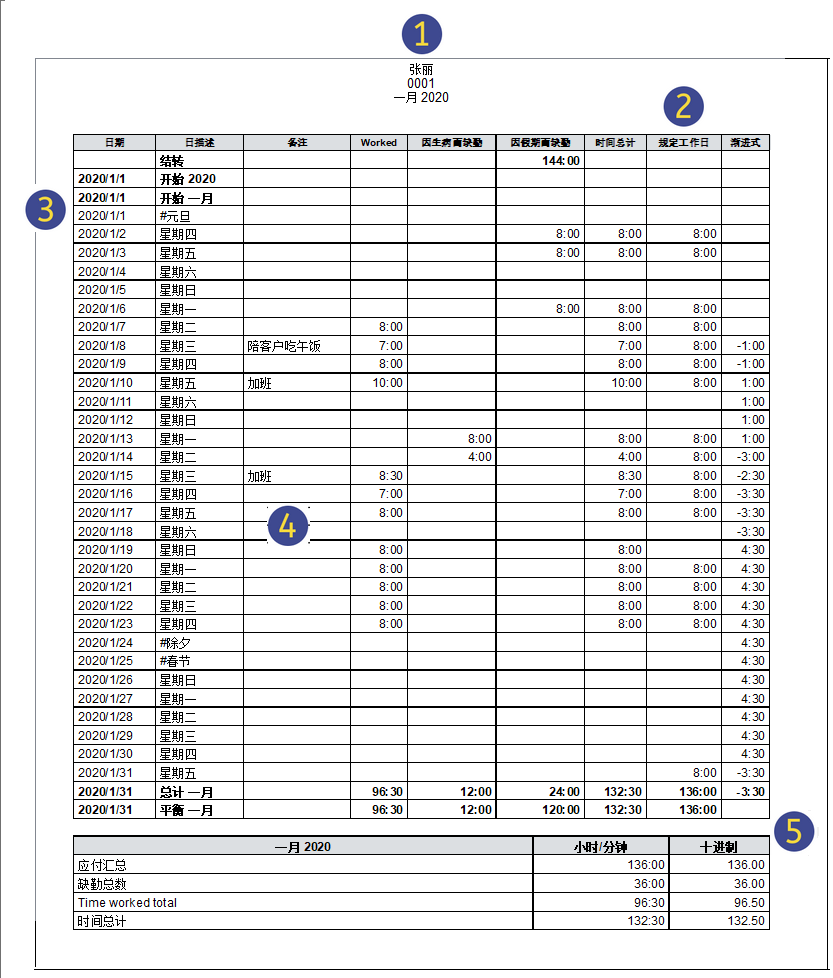 1
张丽
0001
一月 2020
2
日期 日描述 备注 Worked 因生病而缺勤 因假期而缺勤 时间总计 规定工作日 渐进式
结转 144:00
2020/1/1 开始 2020
2020/1/1 开始 一月
3
2020/1/1 #元旦
2020/1/2 星期四 8:00 8:00 8:00
2020/1/3 星期五 8:00 8:00 8:00
2020/1/4 星期六
2020/1/5 星期日
2020/1/6 星期一 8:00 8:00 8:00
2020/1/7 星期二 8:00 8:00 8:00
2020/1/8 星期三 陪客户吃午饭 7:00 7:00 8:00 -1:00
2020/1/9 星期四 8:00 8:00 8:00 -1:00
2020/1/10 星期五 加班 10:00 10:00 8:00 1:00
2020/1/11 星期六 1:00
2020/1/12 星期日 1:00
2020/1/13 星期一 8:00 8:00 8:00 1:00
2020/1/14 星期二 4:00 4:00 8:00 -3:00
2020/1/15 星期三 加班 8:30 8:30 8:00 -2:30
2020/1/16 星期四 7:00 7:00 8:00 -3:30
2020/1/17 星期五 8:00 8:00 8:00 -3:30
4
2020/1/18 星期六 -3:30
2020/1/19 星期日 8:00 8:00 4:30
2020/1/20 星期一 8:00 8:00 8:00 4:30
2020/1/21 星期二 8:00 8:00 8:00 4:30
2020/1/22 星期三 8:00 8:00 8:00 4:30
2020/1/23 星期四 8:00 8:00 8:00 4:30
2020/1/24 #除夕 4:30
2020/1/25 #春节 4:30
2020/1/26 星期日 4:30
2020/1/27 星期一 4:30
2020/1/28 星期二 4:30
2020/1/29 星期三 4:30
2020/1/30 星期四 4:30
2020/1/31 星期五 8:00 -3:30
2020/1/31 总计 一月 96:30 12:00 24:00 132:30 136:00 -3:30
2020/1/31 平衡 一月 96:30 12:00 120:00 132:30 136:00
5
一月 2020 小时/分钟 十进制
应付汇总 136:00 136.00
缺勤总数 36:00 36.00
Time worked total 96:30 96.50
时间总计 132:30 132.50